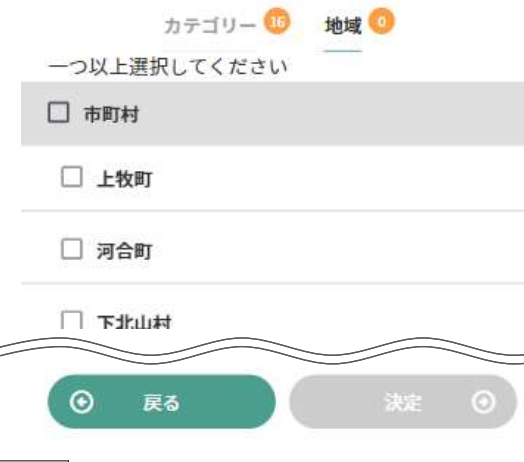 カテゴリー 16 地域 0
一つ以上選択してください
市町村
上牧町
河合町
下北山村
戻る 決定